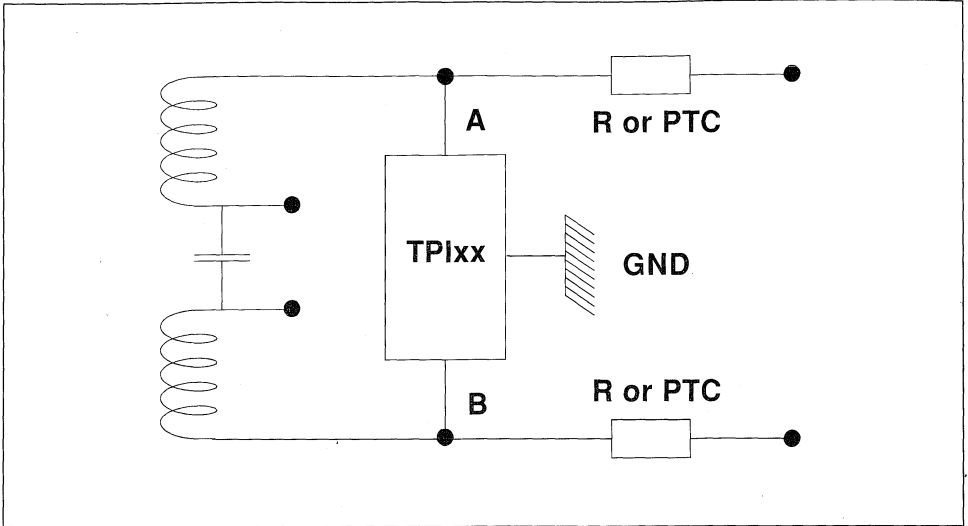 A
R or PTC
TPIxx
GND
R or PTC
B